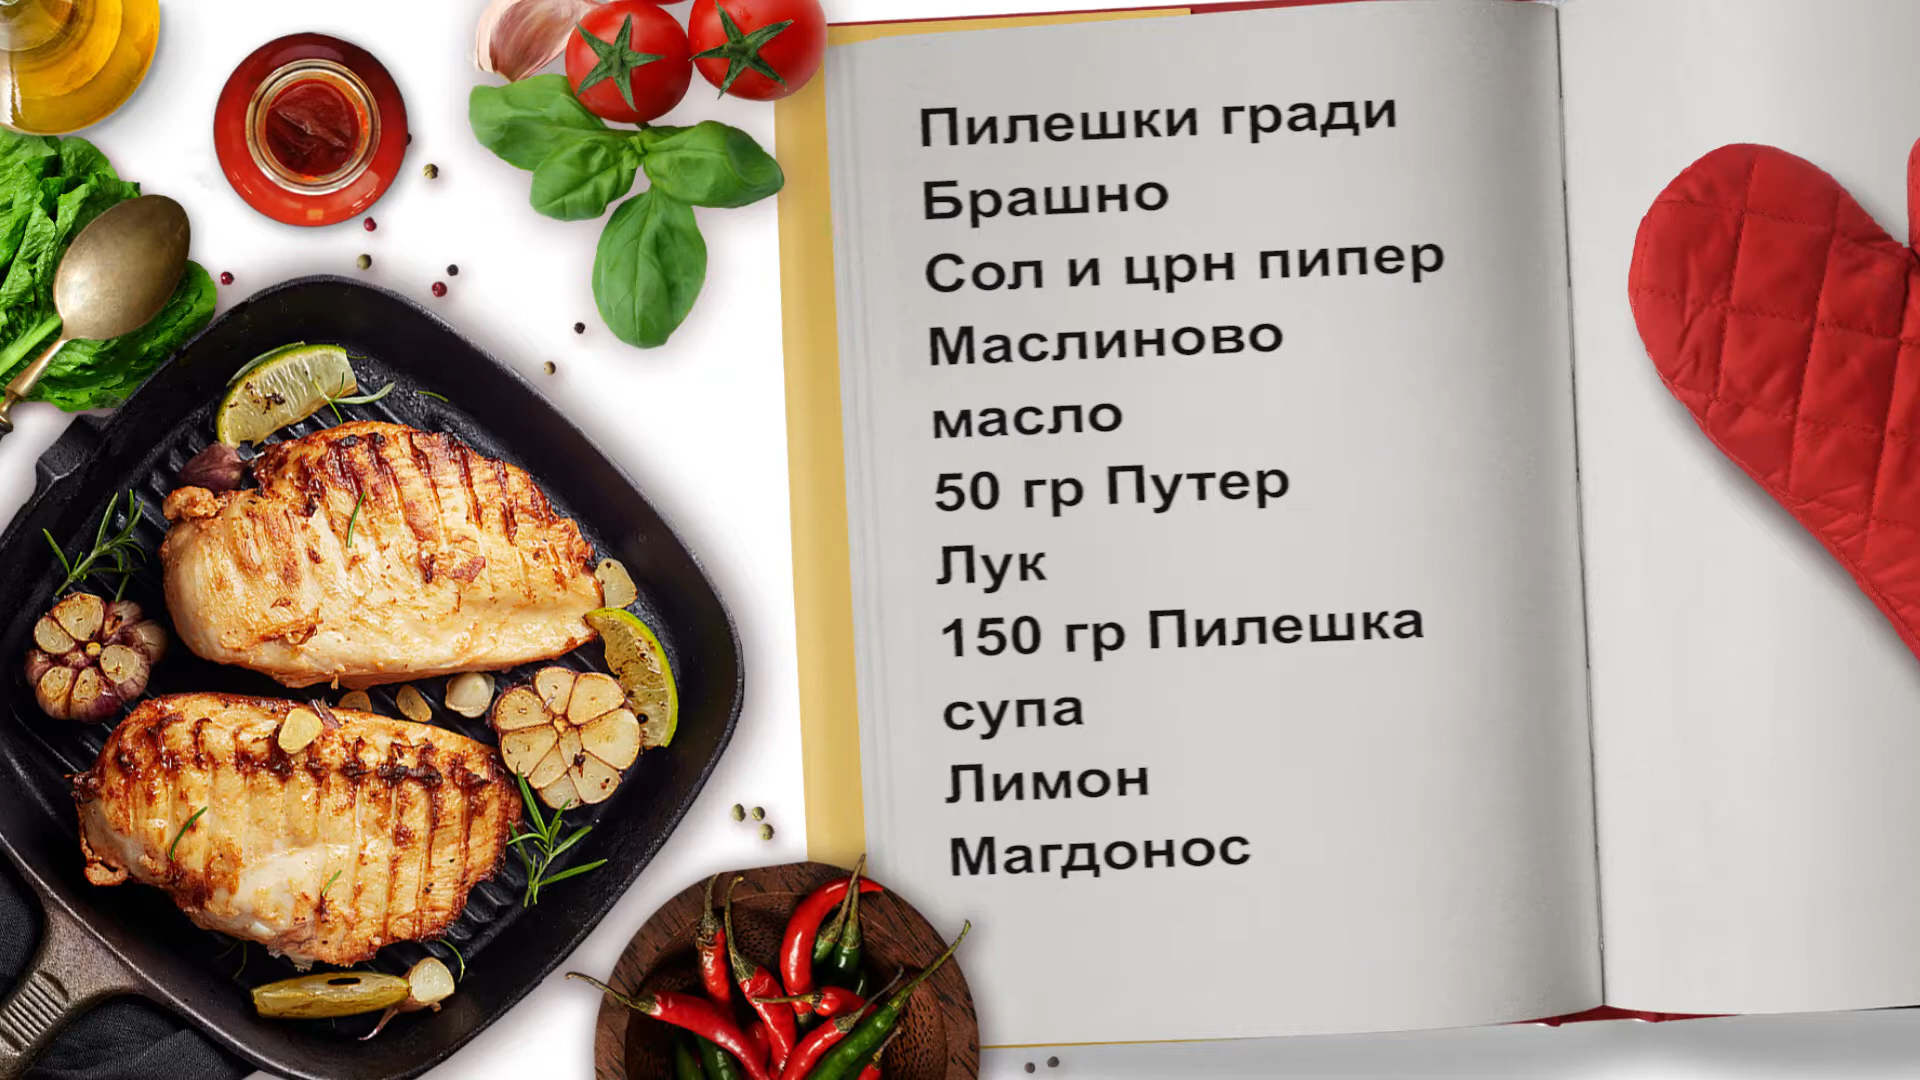 Пилешки гради
Брашно
Сол и црн пипер
Маслиново
масло
50 гр Путер
Лук
150 гр Пилешка
супа
Лимон
Магдонос